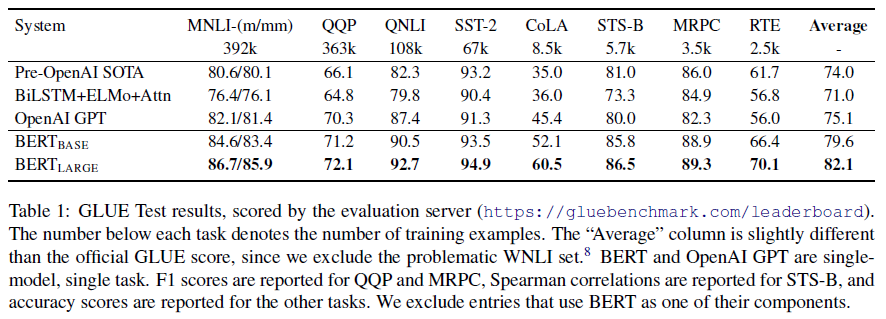 System MNLI-(m/mm) QQP QNLI SST-2 CoLA STS-B MRPC RTE Average
392k 363k 108k 67k 8.5k 5.7k 3.5k 2.5k -
Pre-OpenAI SOTA 80.6/80.1 66.1 82.3 93.2 35.0 81.0 86.0 61.7 74.0
BiLSTM+ELMo+Attn 76.4/76.1 64.8 79.8 90.4 36.0 73.3 84.9 56.8 71.0
OpenAI GPT 82.1/81.4 70.3 87.4 91.3 45.4 80.0 82.3 56.0 75.1
BERTBASE 84.6/83.4 71.2 90.5 93.5 52.1 85.8 88.9 66.4 79.6
BERTLARGE 86.7/85.9 72.1 92.7 94.9 60.5 86.5 89.3 70.1 82.1
Table 1: GLUE Test results, scored by the evaluation server (https://gluebenchmark.com/leaderboard).
The number below each task denotes the number of training examples. The “Average” column is slightly different
than the official GLUE score, since we exclude the problematic WNLI set.8 BERT and OpenAI GPT are single-
model, single task. F1 scores are reported for QQP and MRPC, Spearman correlations are reported for STS-B, and
accuracy scores are reported for the other tasks. We exclude entries that use BERT as one of their components.